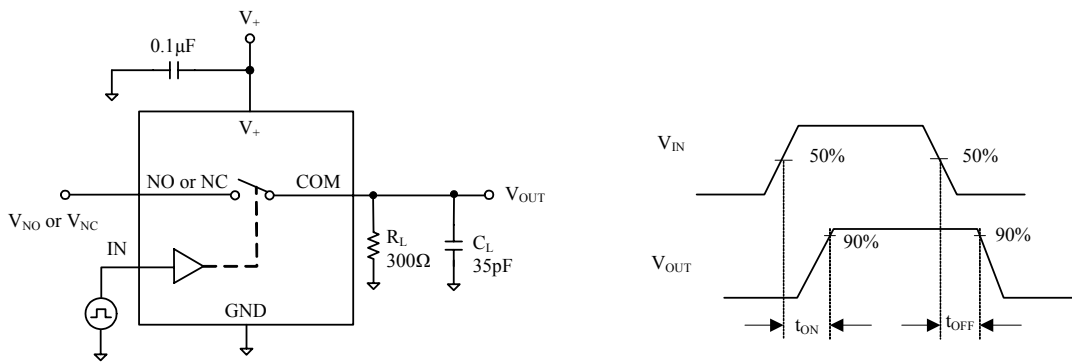 V+
0.1μF
V+
NO or NC
COM
VNO or VNC
VOUT
IN
RL
300Ω
CL
35pF
GND
VIN
50%
50%
90%
90%
VOUT
tON
tOFF